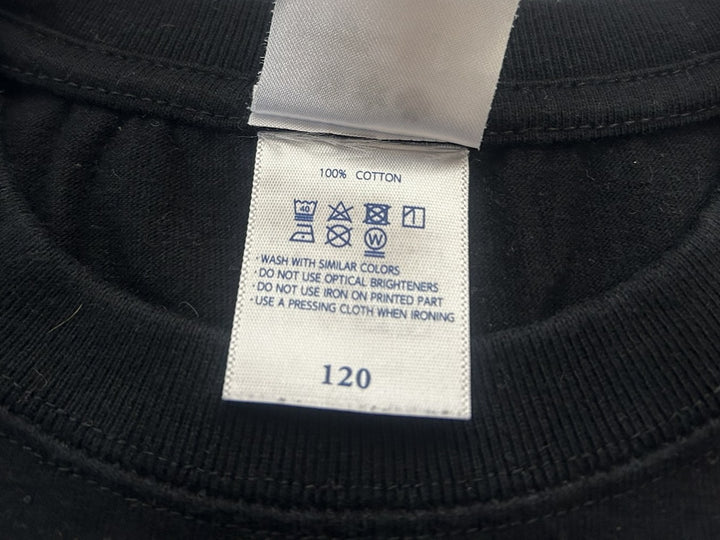 100% COTTON
40
W
·WASH WITH SIMILAR COLORS
·DO NOT USE OPTICAL BRIGHTENERS
·DO NOT USE IRON ON PRINTED PART
·USE A PRESSING CLOTH WHEN IRONING
120